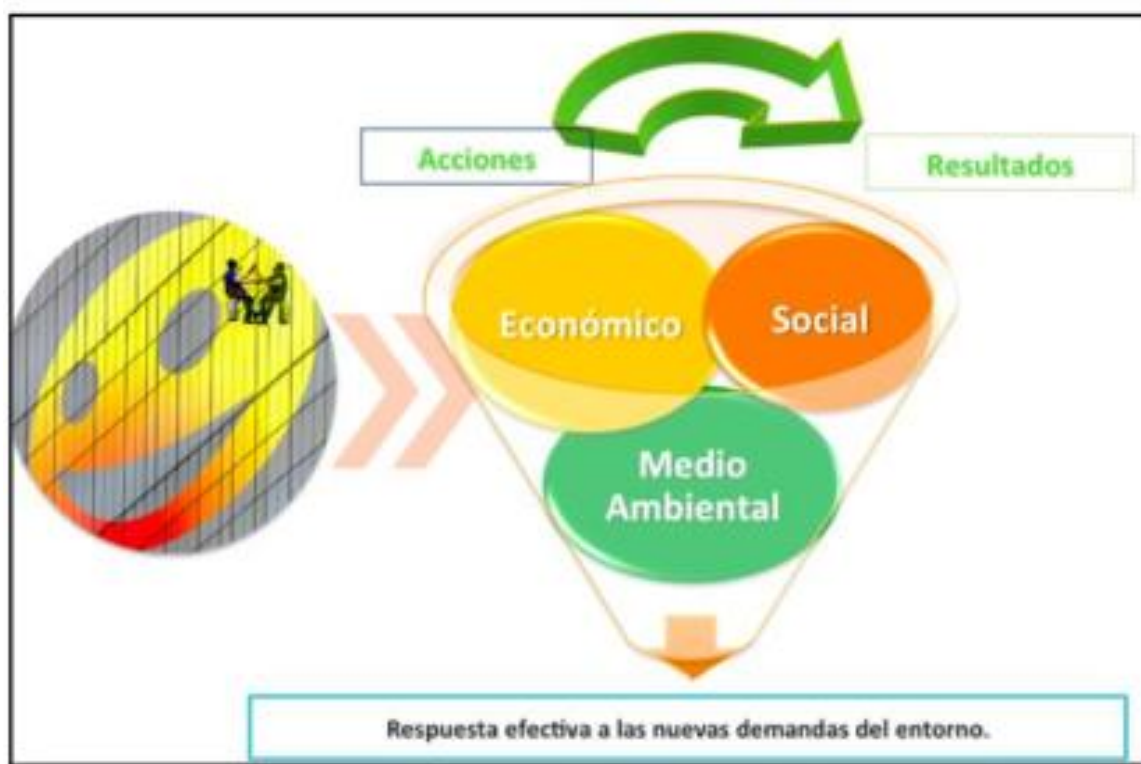 Acciones
Resultados
Económico
Social
Medio
Ambiental
Respuesta efectiva a las nuevas demandas del entorno.